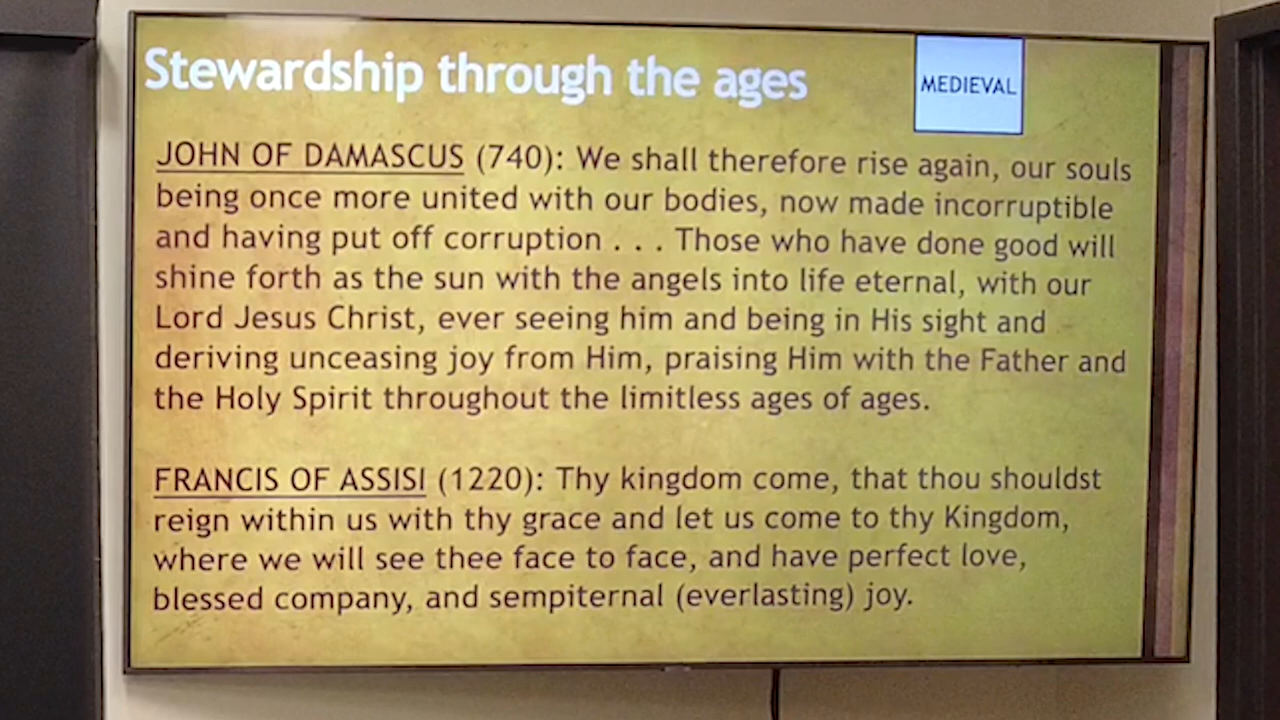 Stewardship through the ages
MEDIEVAL
JOHN OF DAMASCUS (740): We shall therefore rise again, our souls
being once more united with our bodies, now made incorruptible
and having put off corruption . . . Those who have done good will
shine forth as the sun with the angels into life eternal, with our
Lord Jesus Christ, ever seeing him and being in His sight and
deriving unceasing joy from Him, praising Him with the Father and
the Holy Spirit throughout the limitless ages of ages.
FRANCIS OF ASSISI (1220): Thy kingdom come, that thou shouldst
reign within us with thy grace and let us come to thy Kingdom,
where we will see thee face to face, and have perfect love,
blessed company, and sempiternal (everlasting) joy.